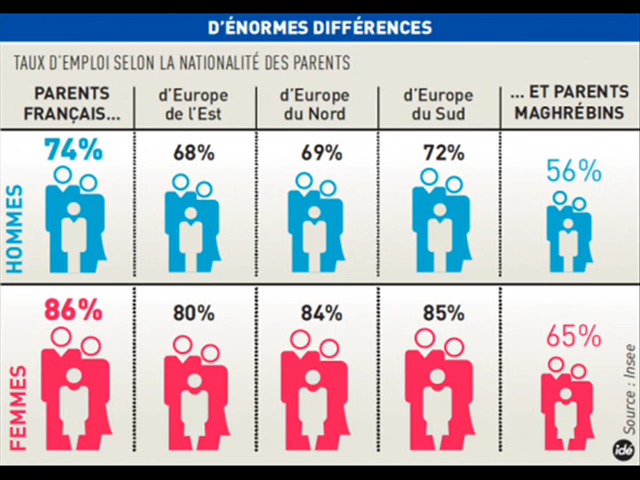 D'ÉNORMES DIFFÉRENCES
TAUX D'EMPLOI SELON LA NATIONALITÉ DES PARENTS
PARENTS
FRANÇAIS...
d'Europe
de l'Est
d'Europe
du Nord
d'Europe
du Sud
... ET PARENTS
MAGHRÉBINS
HOMMES
74%
68%
69%
72%
56%
FEMMES
86%
80%
84%
85%
65%
Source : Insee
idé